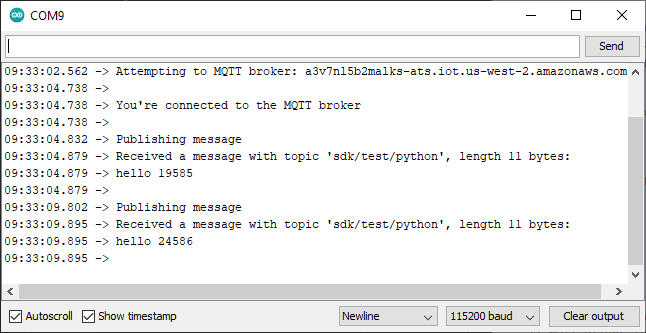 COM9
Send
09:33:02.562 -> Attempting to MQTT broker: a3v7nl5b2malks-ats.iot.us-west-2.amazonaws.com
09:33:04.738 ->
09:33:04.738 -> You're connected to the MQTT broker
09:33:04.738 ->
09:33:04.832 -> Publishing message
09:33:04.879 -> Received a message with topic 'sdk/test/python', length 11 bytes:
09:33:04.879 -> hello 19585
09:33:04.879 ->
09:33:09.802 -> Publishing message
09:33:09.895 -> Received a message with topic 'sdk/test/python', length 11 bytes:
09:33:09.895 -> hello 24586
09:33:09.895 ->
Autoscroll Show timestamp Newline 115200 baud Clear output